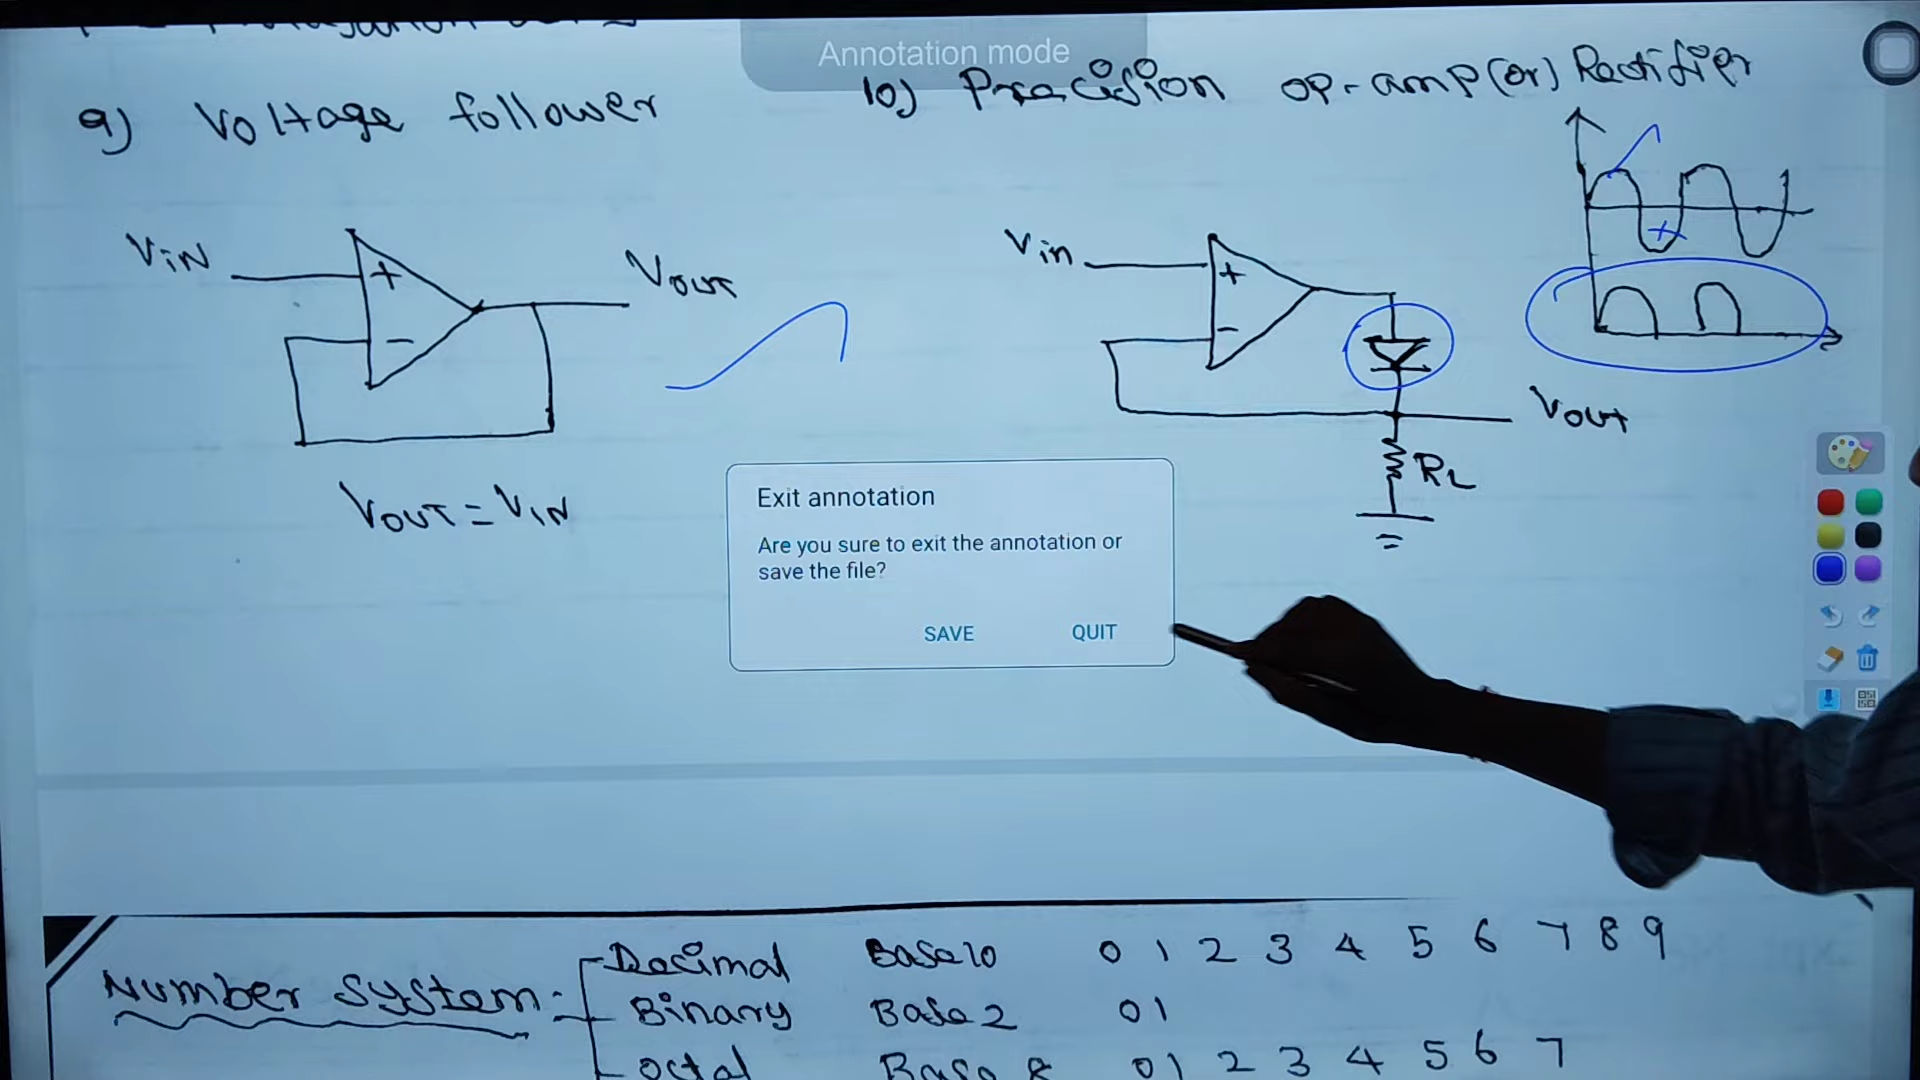 Annotation mode
9) Voltage follower
10) Precision op-amp (or) Rectifier
VIN
+
-
VOUT
VOUT = VIN
Vin
+
-
VOUT
RL
Exit annotation
Are you sure to exit the annotation or
save the file?
SAVE QUIT
Number System:-
Decimal Base 10 0 1 2 3 4 5 6 7 8 9
Binary Base 2 0 1
Octal Base 8 0 1 2 3 4 5 6 7